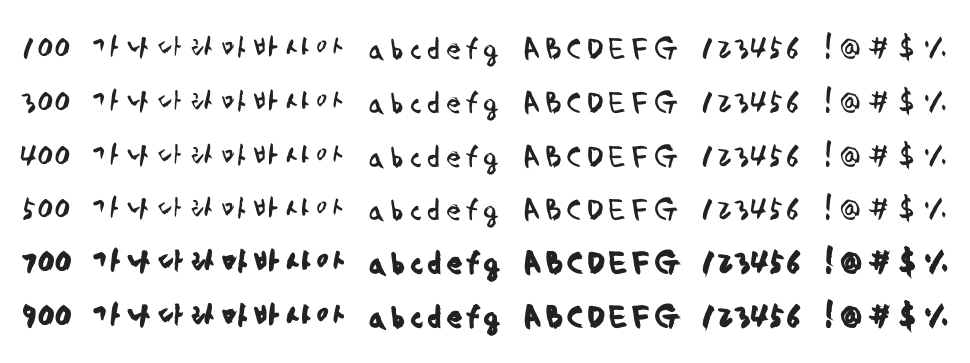 100 가나다라마바사아 abcdefg ABCDEFG 123456 !@#$%
300 가나다라마바사아 abcdefg ABCDEFG 123456 !@#$%
400 가나다라마바사아 abcdefg ABCDEFG 123456 !@#$%
500 가나다라마바사아 abcdefg ABCDEFG 123456 !@#$%
700 가나다라마바사아 abcdefg ABCDEFG 123456 !@#$%
900 가나다라마바사아 abcdefg ABCDEFG 123456 !@#$%